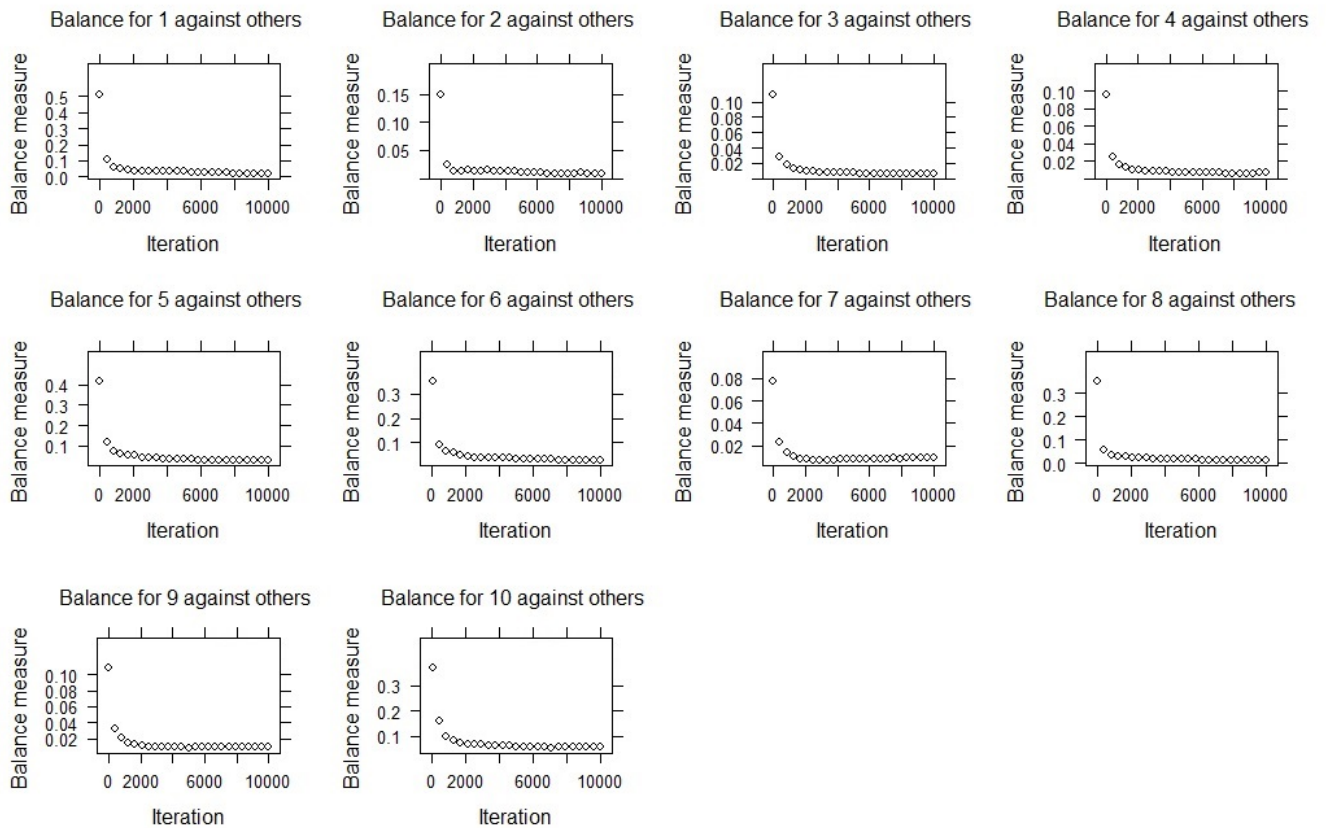 Balance for 1 against others
Balance measure
0.5
0.4
0.3
0.2
0.1
0.0
0 2000 6000 10000
Iteration
Balance for 2 against others
Balance measure
0.15
0.10
0.05
0 2000 6000 10000
Iteration
Balance for 3 against others
Balance measure
0.10
0.08
0.06
0.04
0.02
0 2000 6000 10000
Iteration
Balance for 4 against others
Balance measure
0.10
0.08
0.06
0.04
0.02
0 2000 6000 10000
Iteration
Balance for 5 against others
Balance measure
0.4
0.3
0.2
0.1
0 2000 6000 10000
Iteration
Balance for 6 against others
Balance measure
0.3
0.2
0.1
0 2000 6000 10000
Iteration
Balance for 7 against others
Balance measure
0.08
0.06
0.04
0.02
0 2000 6000 10000
Iteration
Balance for 8 against others
Balance measure
0.3
0.2
0.1
0.0
0 2000 6000 10000
Iteration
Balance for 9 against others
Balance measure
0.10
0.08
0.06
0.04
0.02
0 2000 6000 10000
Iteration
Balance for 10 against others
Balance measure
0.3
0.2
0.1
0 2000 6000 10000
Iteration